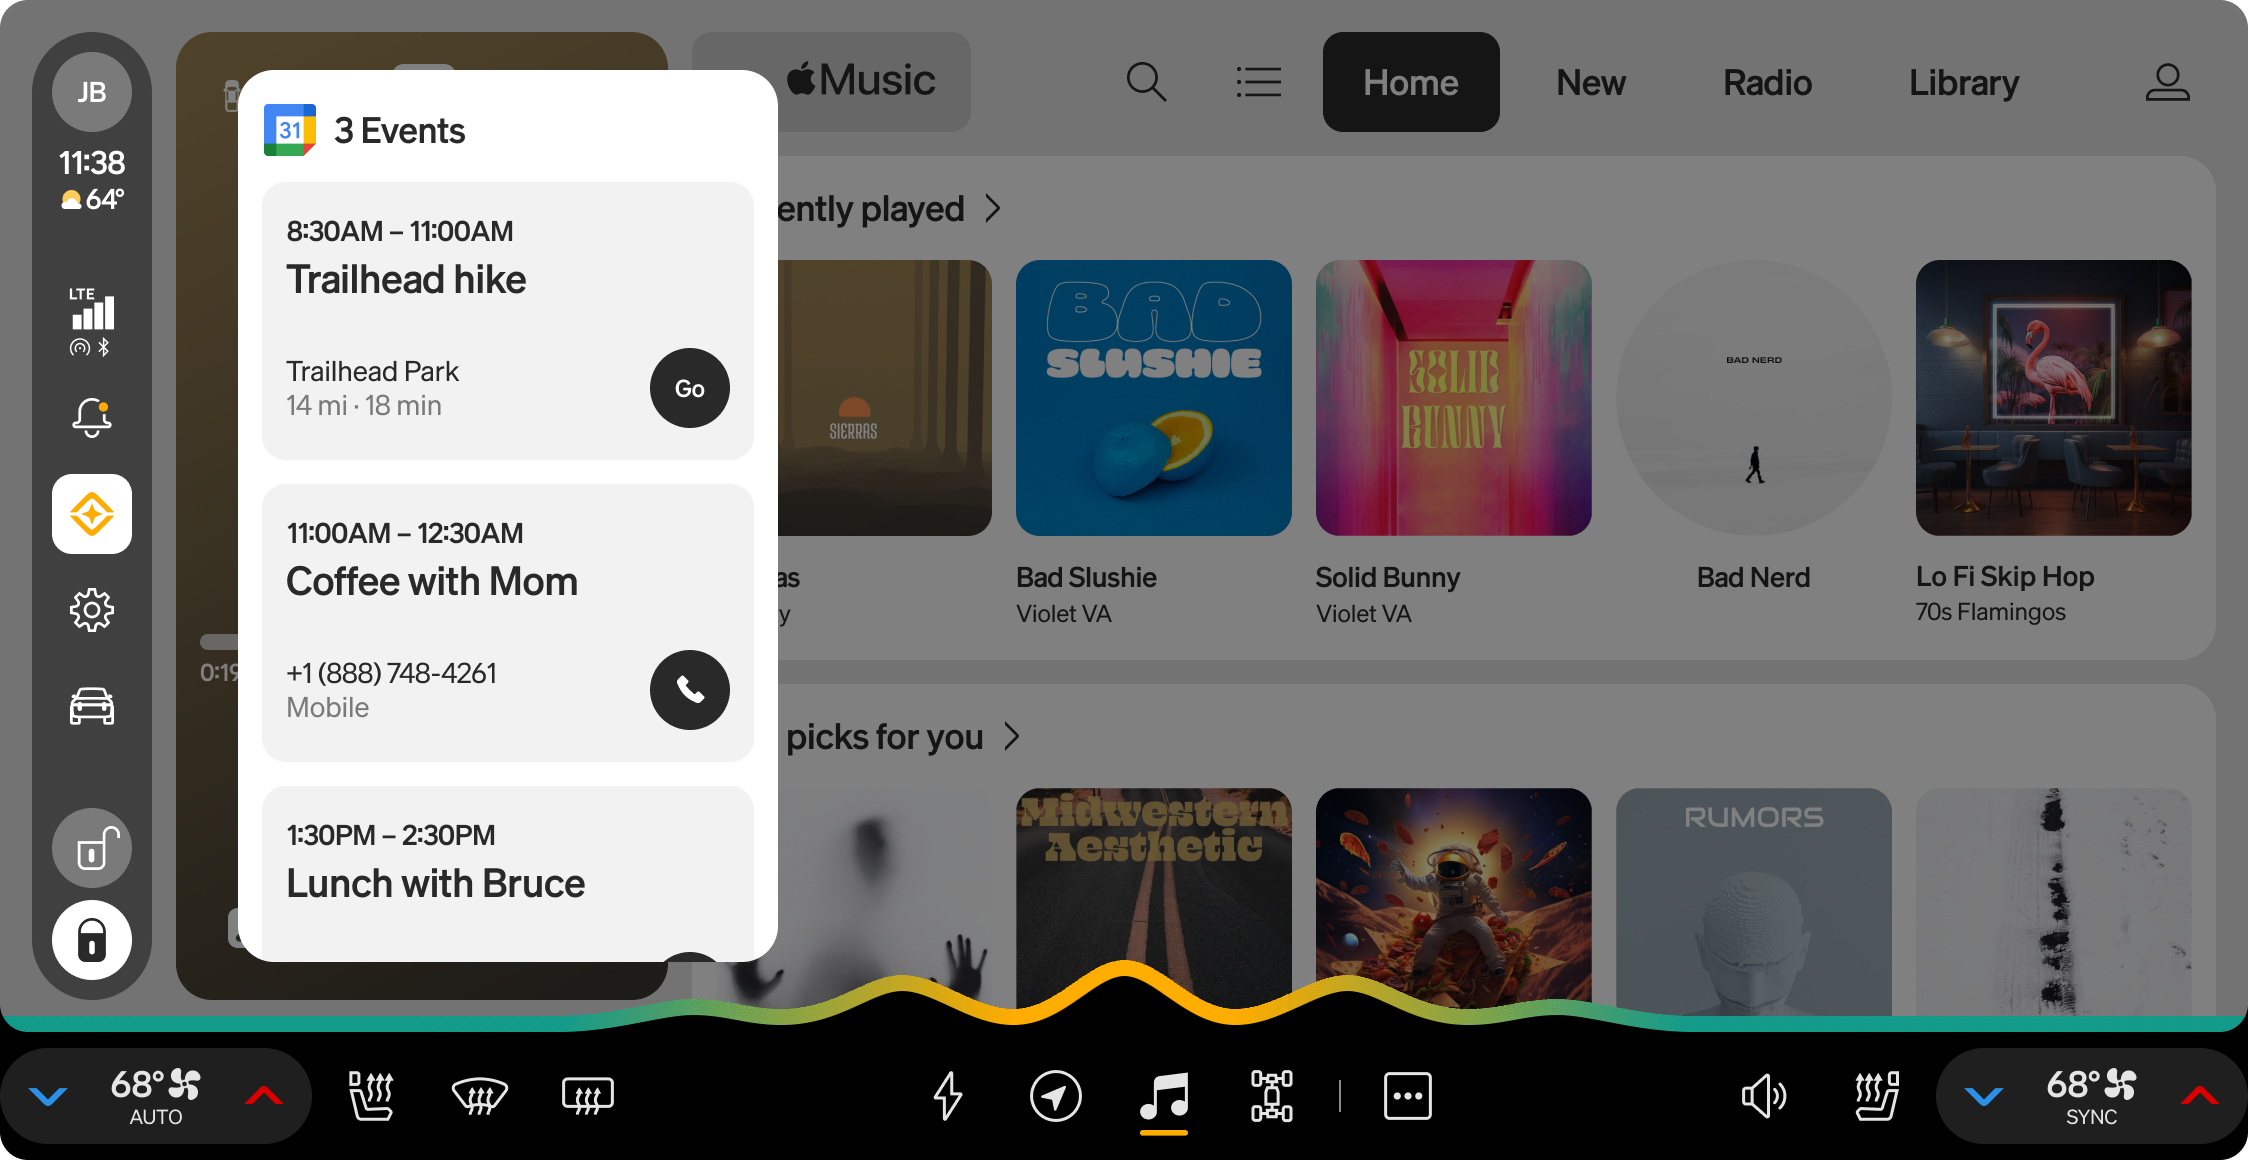 JB
11:38
64°
LTE
31
3 Events
8:30AM – 11:00AM
Trailhead hike
Trailhead Park
14 mi · 18 min
Go
11:00AM – 12:30AM
Coffee with Mom
+1 (888) 748-4261
Mobile
1:30PM – 2:30PM
Lunch with Bruce
0:19
Music
Home
New
Radio
Library
ently played
SIERRAS
BAD
SLUSHIE
SOLID
BUNNY
BAD NERD
as
y
Bad Slushie
Violet VA
Solid Bunny
Violet VA
Bad Nerd
Lo Fi Skip Hop
70s Flamingos
picks for you
Midwestern
Aesthetic
RUMORS
68°
AUTO
68°
SYNC